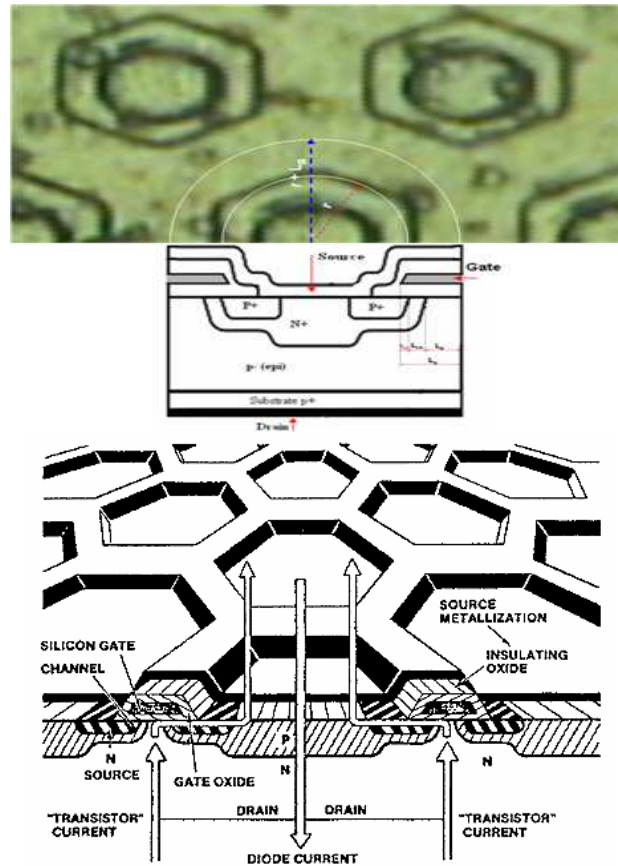 r + L
r
Source
Gate
P+
P+
N+
p- (epi)
Substrate p+
Drain
SOURCE
METALLIZATION
SILICON GATE
INSULATING
OXIDE
CHANNEL
N
SOURCE
GATE OXIDE
P
N
N
"TRANSISTOR"
CURRENT
DRAIN
DRAIN
"TRANSISTOR"
CURRENT
DIODE CURRENT